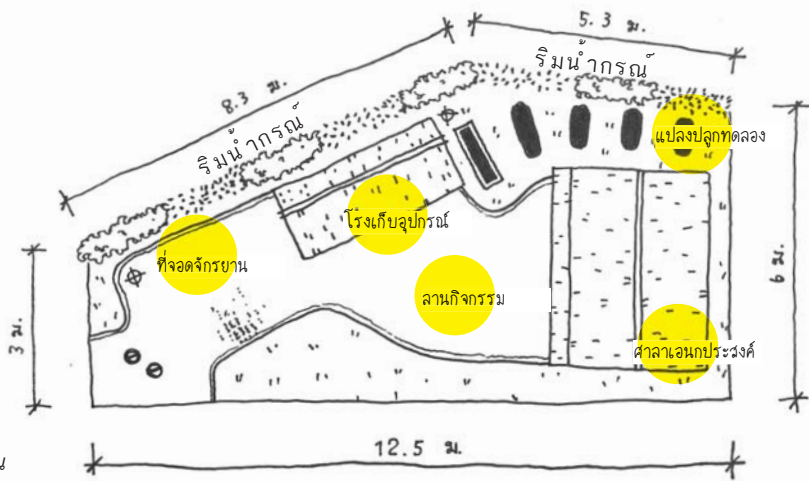 5.3 ม.
ริมน้ำกรณ์
8.3 ม.
ริมน้ำกรณ์
แปลงปลูกทดลอง
โรงเก็บอุปกรณ์
ที่จอดจักรยาน
ลานกิจกรรม
6 ม.
3 ม.
ศาลาเอนกประสงค์
12.5 ม.
น